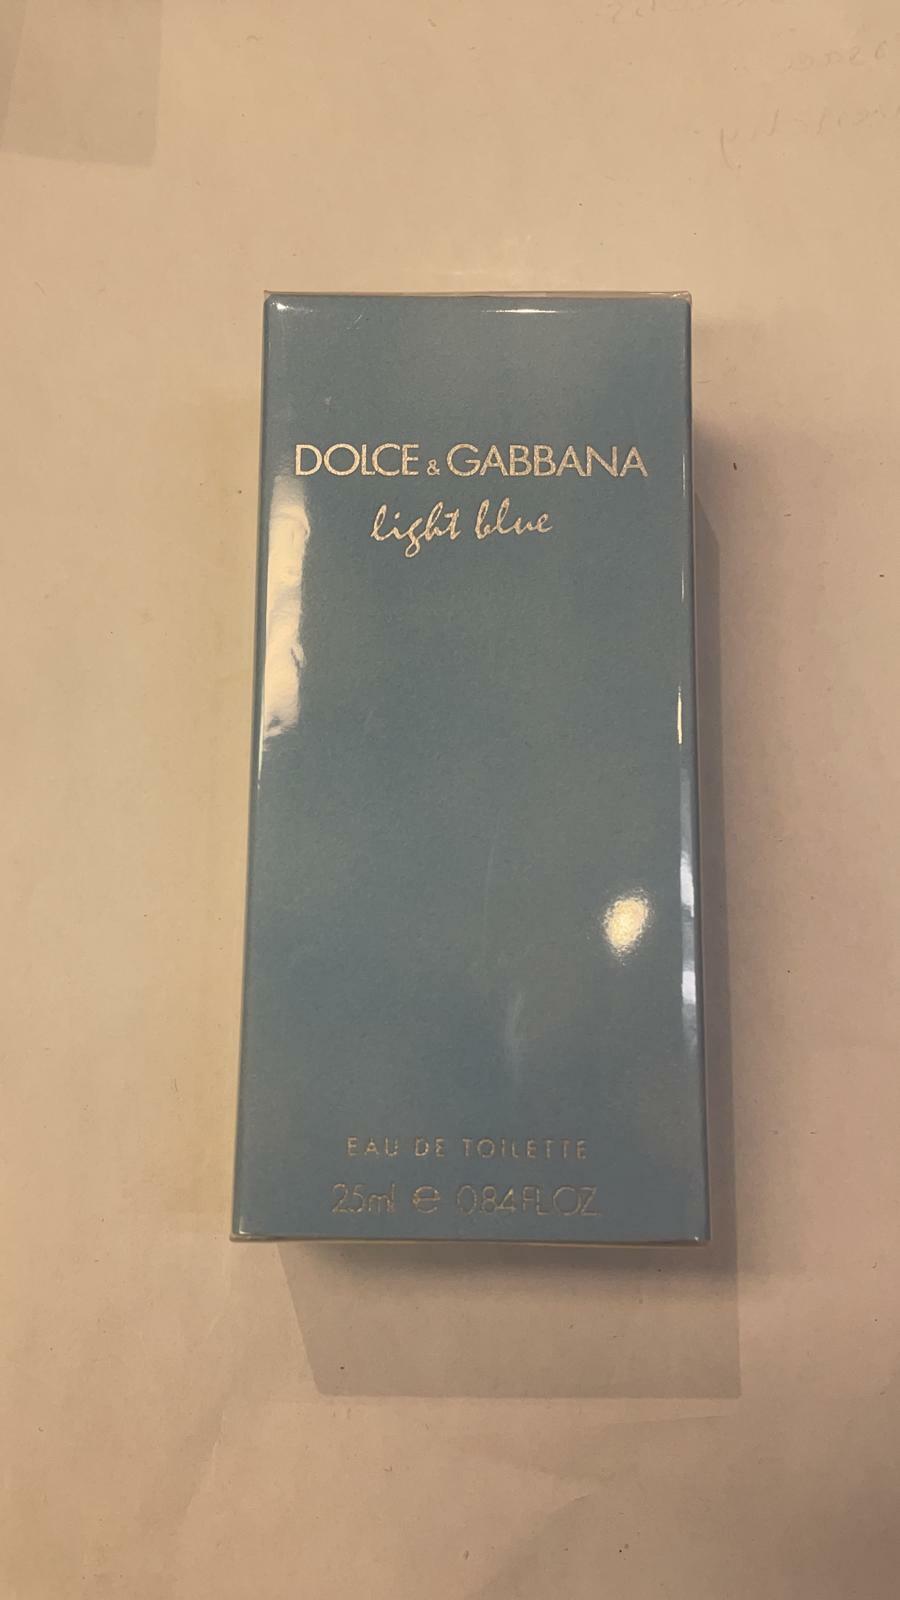 DOLCE & GABBANA
light blue
EAU DE TOILETTE
25ml ℮ 0.84 FL.OZ.